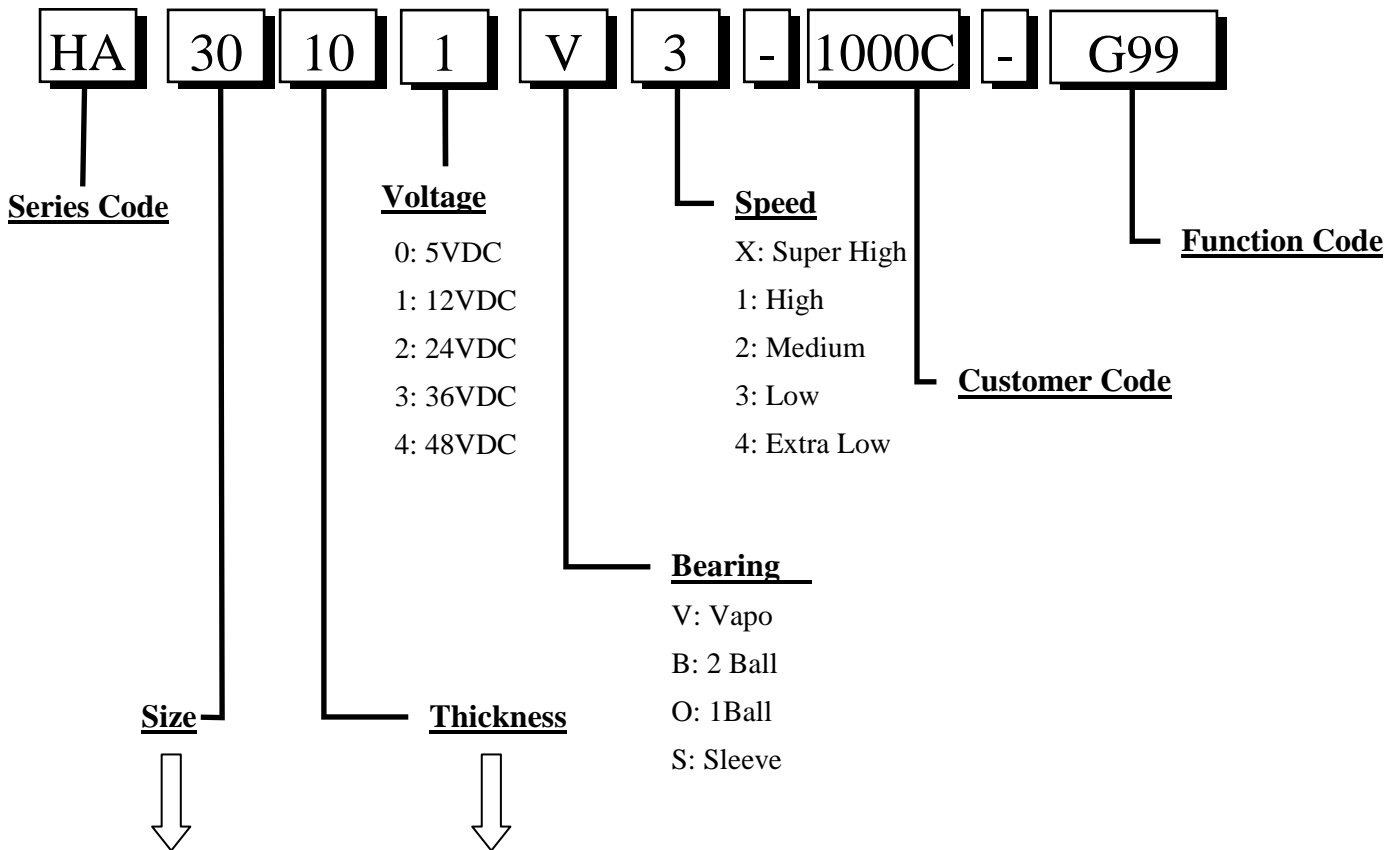 HA 30 10 1 V 3 - 1000C - G99
Series Code
Voltage
0: 5VDC
1: 12VDC
2: 24VDC
3: 36VDC
4: 48VDC
Speed
X: Super High
1: High
2: Medium
3: Low
4: Extra Low
Function Code
Customer Code
Bearing
V: Vapo
B: 2 Ball
O: 1Ball
S: Sleeve
Size
Thickness